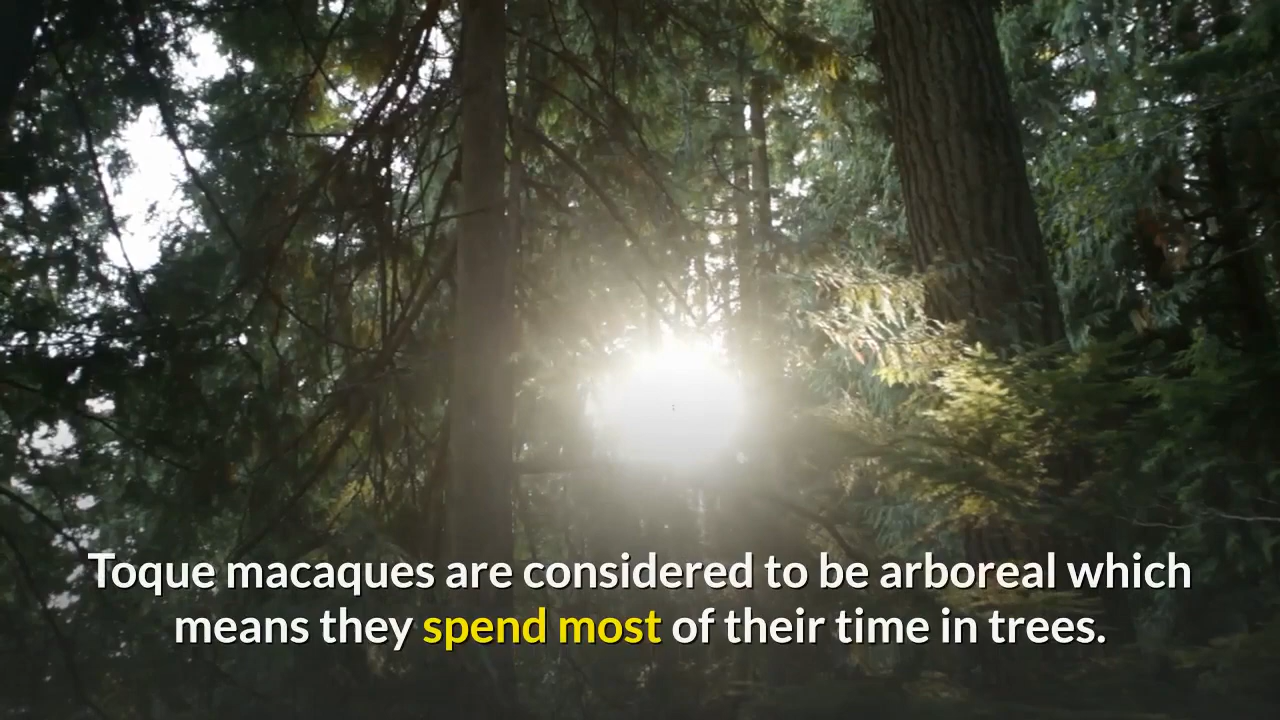 Toque macaques are considered to be arboreal which
means they spend most of their time in trees.